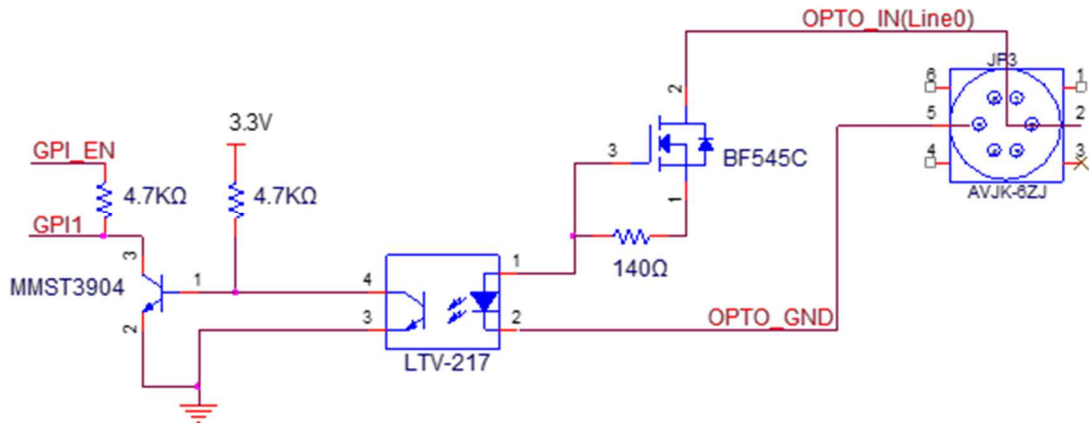 OPTO_IN(Line0)
JP3
6
1
2
5
2
3.3V
GPI_EN
3
BF545C
4
3
4.7KΩ
4.7KΩ
AVJK-6ZJ
GPI1
1
3
1
140Ω
MMST3904
1
4
2
3
2
OPTO_GND
LTV-217